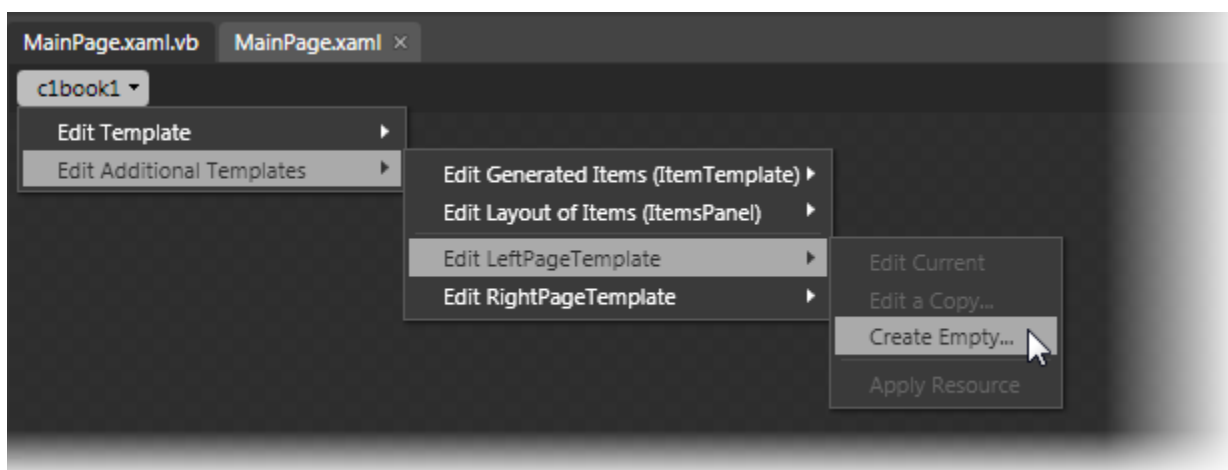 MainPage.xaml.vb MainPage.xaml ×
c1book1
Edit Template
Edit Additional Templates
Edit Generated Items (ItemTemplate)
Edit Layout of Items (ItemsPanel)
Edit LeftPageTemplate
Edit RightPageTemplate
Edit Current
Edit a Copy...
Create Empty...
Apply Resource